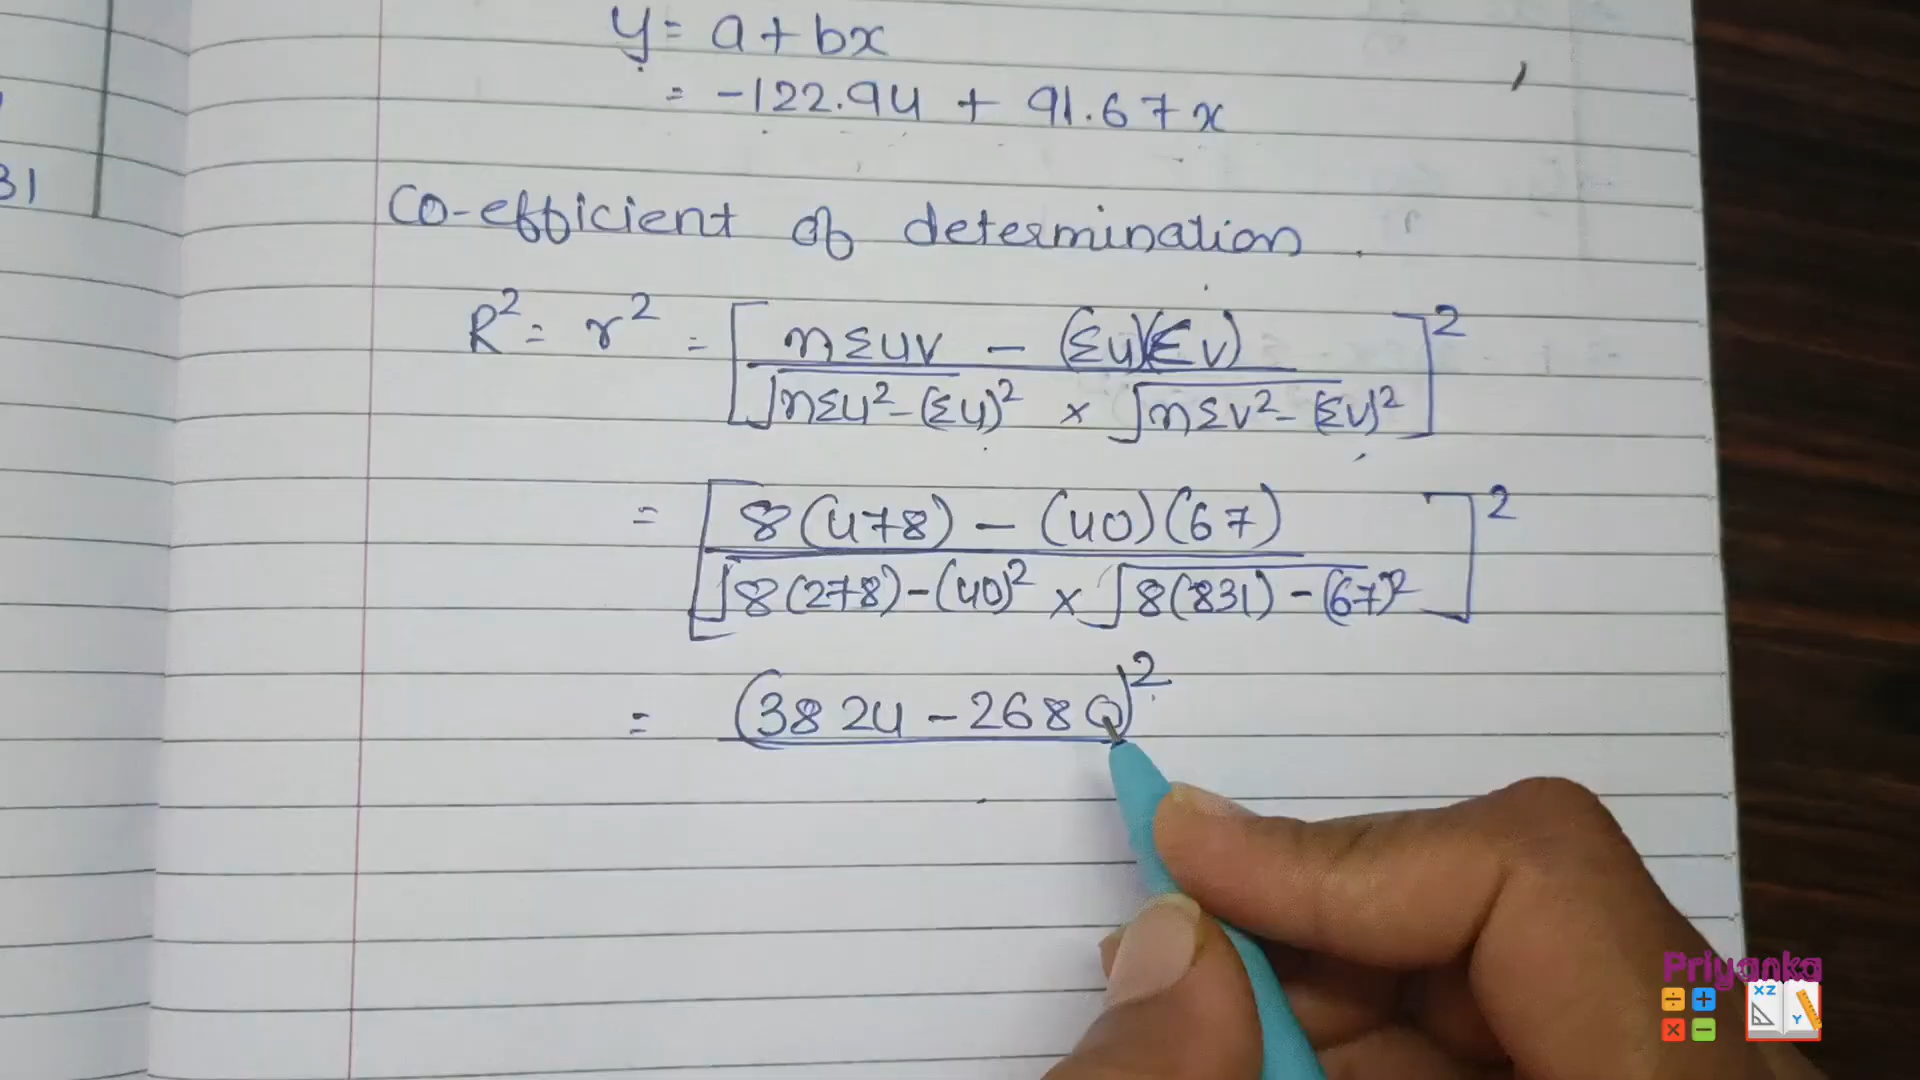 y = a + bx
= -122.94 + 91.67x
31
Co-efficient of determination.
R² = r² = [nΣuv - (Σu)(Σv) / √nΣu² - (Σu)² × √nΣv² - (Σv)²]²
= [8(478) - (40)(67) / √8(278) - (40)² × √8(831) - (67)²]²
= (3824 - 2680)²
Priyanka
XZ
Y